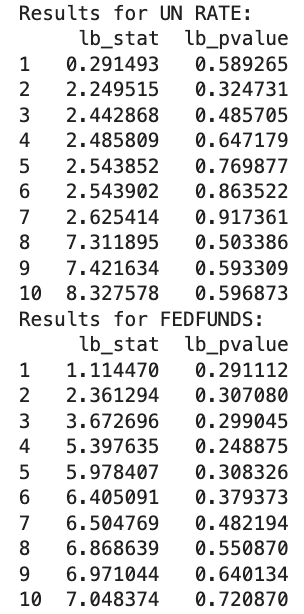 Results for UN RATE:
lb_stat lb_pvalue
1 0.291493 0.589265
2 2.249515 0.324731
3 2.442868 0.485705
4 2.485809 0.647179
5 2.543852 0.769877
6 2.543902 0.863522
7 2.625414 0.917361
8 7.311895 0.503386
9 7.421634 0.593309
10 8.327578 0.596873
Results for FEDFUNDS:
lb_stat lb_pvalue
1 1.114470 0.291112
2 2.361294 0.307080
3 3.672696 0.299045
4 5.397635 0.248875
5 5.978407 0.308326
6 6.405091 0.379373
7 6.504769 0.482194
8 6.868639 0.550870
9 6.971044 0.640134
10 7.048374 0.720870